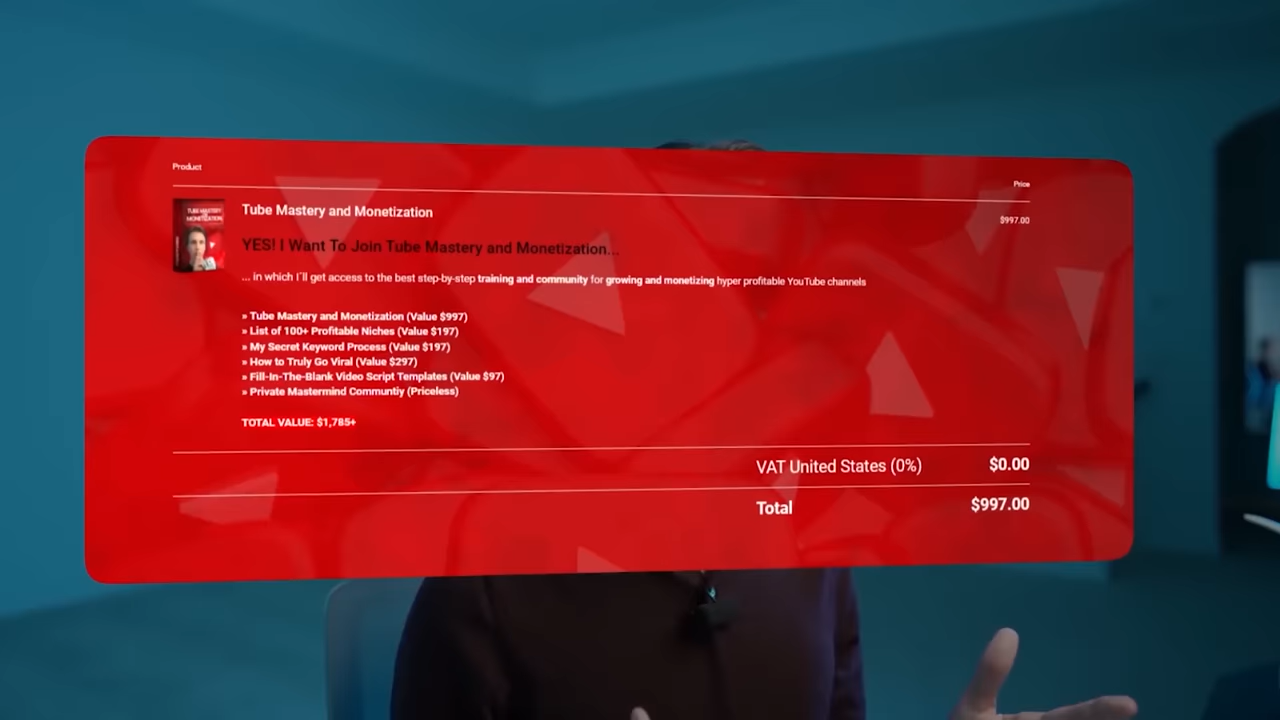 Product
Price
TUBE MASTERY
MONETIZATION
Tube Mastery and Monetization
$997.00
YES! I Want To Join Tube Mastery and Monetization...
... in which I´ll get access to the best step-by-step training and community for growing and monetizing hyper profitable YouTube channels
» Tube Mastery and Monetization (Value $997)
» List of 100+ Profitable Niches (Value $197)
» My Secret Keyword Process (Value $197)
» How to Truly Go Viral (Value $297)
» Fill-In-The-Blank Video Script Templates (Value $97)
» Private Mastermind Communtiy (Priceless)
TOTAL VALUE: $1,785+
VAT United States (0%) $0.00
Total $997.00